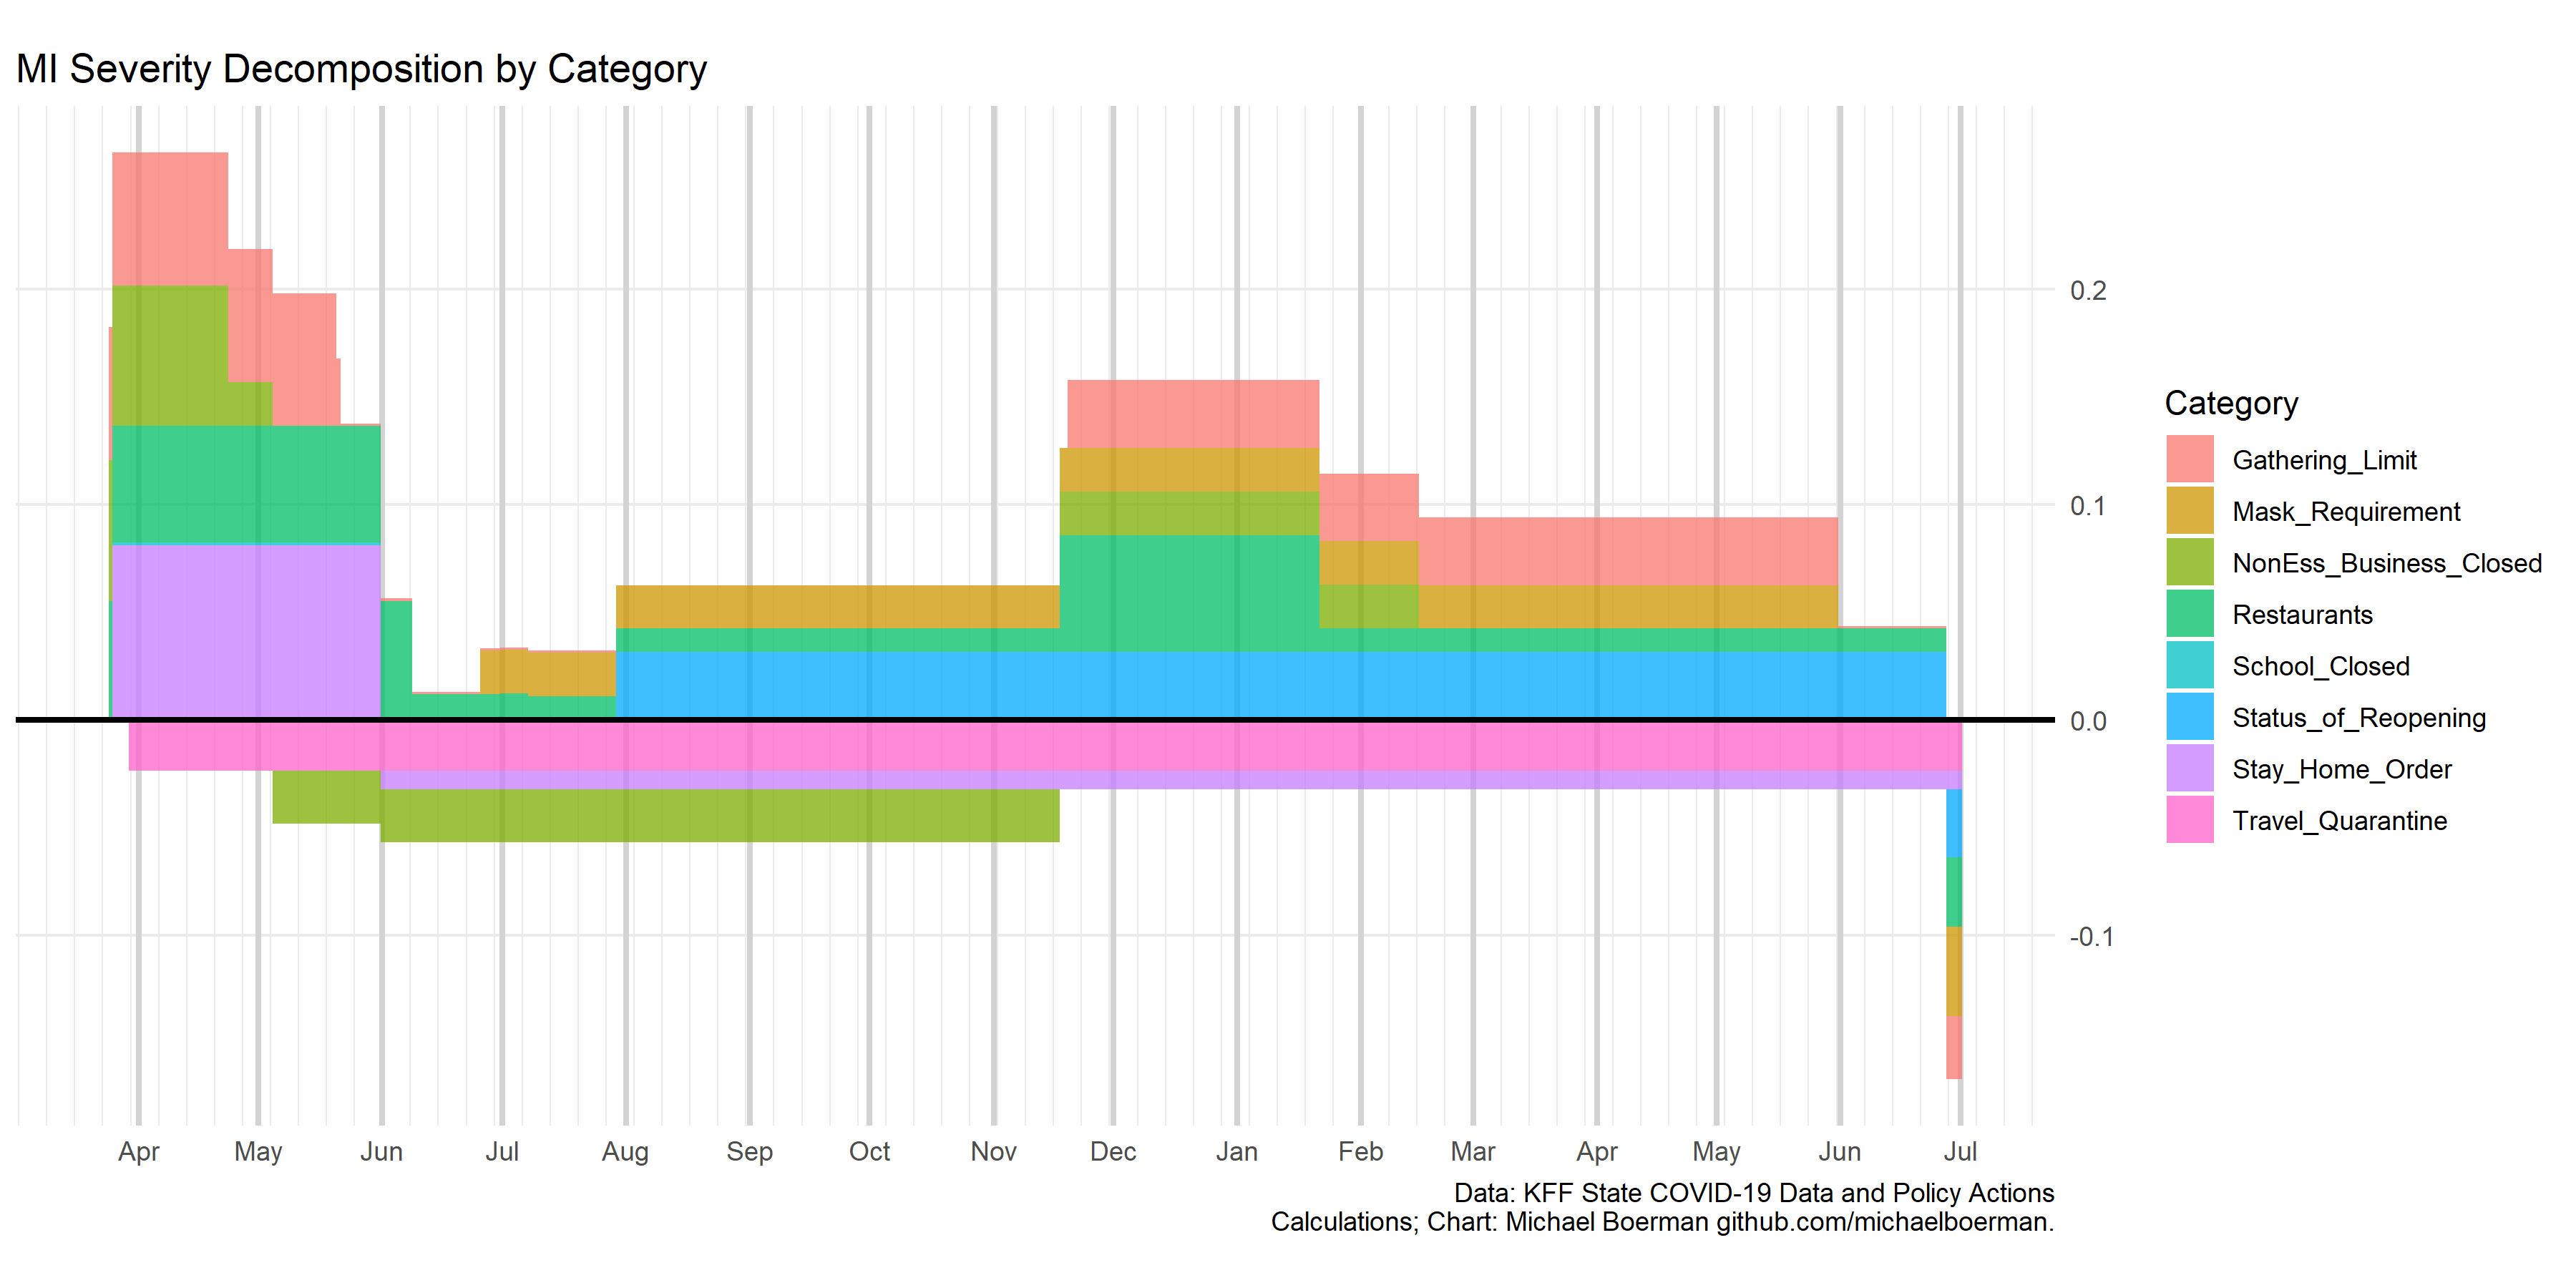 MI Severity Decomposition by Category
0.2
0.1
0.0
-0.1
Apr May Jun Jul Aug Sep Oct Nov Dec Jan Feb Mar Apr May Jun Jul
Category
Gathering_Limit
Mask_Requirement
NonEss_Business_Closed
Restaurants
School_Closed
Status_of_Reopening
Stay_Home_Order
Travel_Quarantine
Data: KFF State COVID-19 Data and Policy Actions
Calculations; Chart: Michael Boerman github.com/michaelboerman.